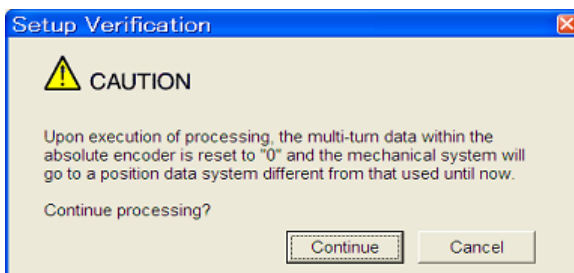 Setup Verification
CAUTION
Upon execution of processing, the multi-turn data within the
absolute encoder is reset to "0" and the mechanical system will
go to a position data system different from that used until now.
Continue processing?
Continue Cancel